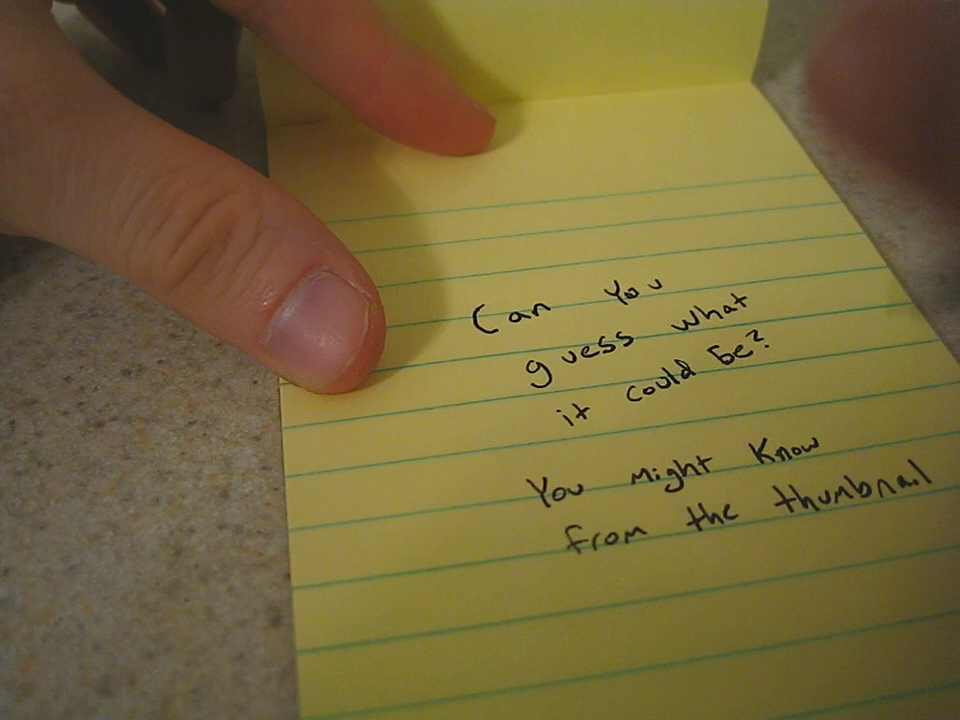 Can You
guess what
it could be?
You might know
from the thumbnail